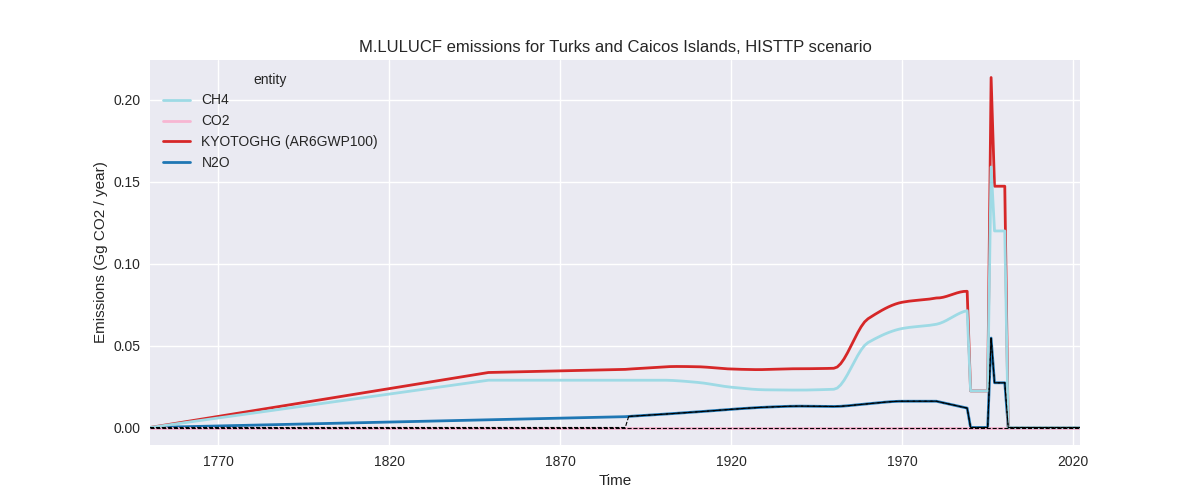 M.LULUCF emissions for Turks and Caicos Islands, HISTTP scenario
entity
CH4
CO2
KYOTOGHG (AR6GWP100)
N2O
Emissions (Gg CO2 / year)
0.20
0.15
0.10
0.05
0.00
1770
1820
1870
1920
1970
2020
Time